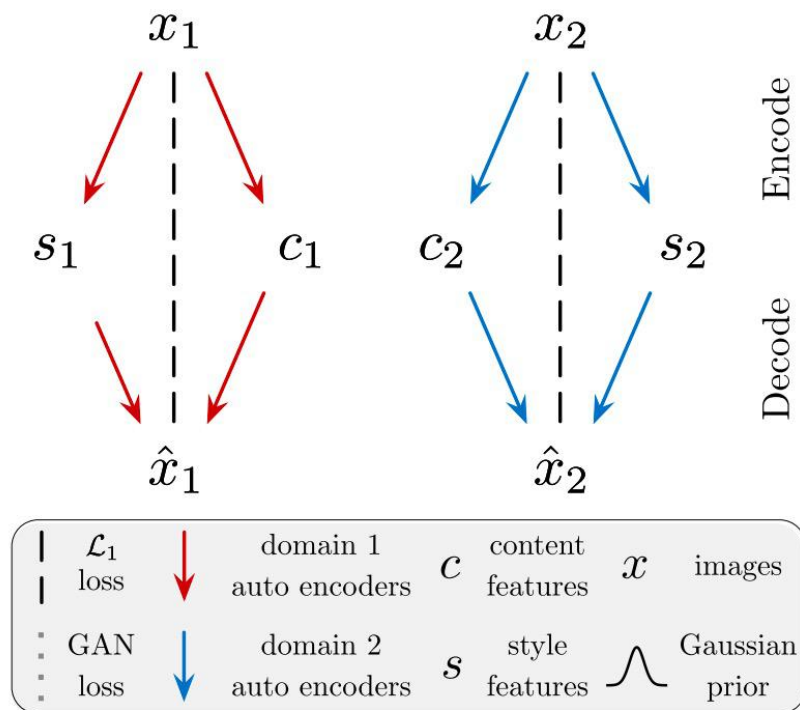 x₁ x₂
Encode
s₁ c₁ c₂ s₂
Decode
x̂₁ x̂₂
ℒ₁ loss
domain 1 auto encoders
c content features
x images
GAN loss
domain 2 auto encoders
s style features
Gaussian prior